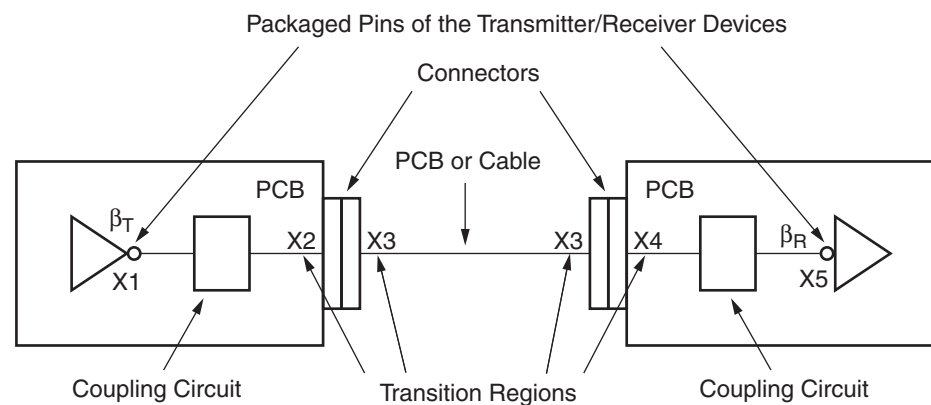 Packaged Pins of the Transmitter/Receiver Devices
Connectors
PCB or Cable
PCB
PCB
βT
βR
X1
X2
X3
X3
X4
X5
Coupling Circuit
Transition Regions
Coupling Circuit